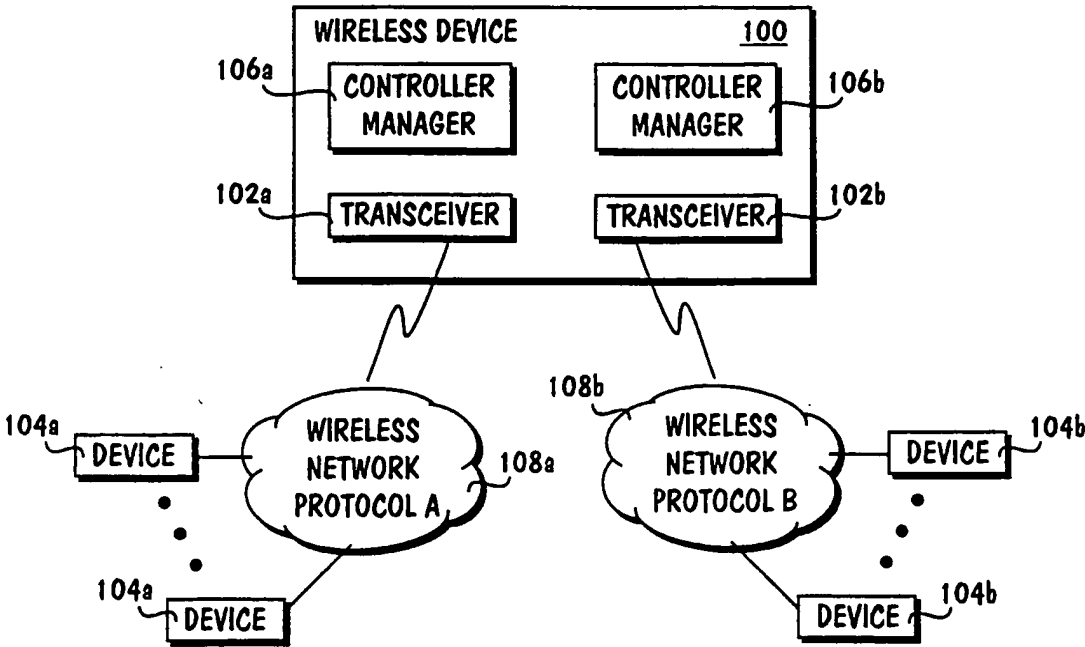 WIRELESS DEVICE
100
106a
CONTROLLER
MANAGER
CONTROLLER
MANAGER
106b
102a
TRANSCEIVER
TRANSCEIVER
102b
104a
DEVICE
WIRELESS
NETWORK
PROTOCOL A
108a
108b
WIRELESS
NETWORK
PROTOCOL B
104b
DEVICE
104a
DEVICE
104b
DEVICE